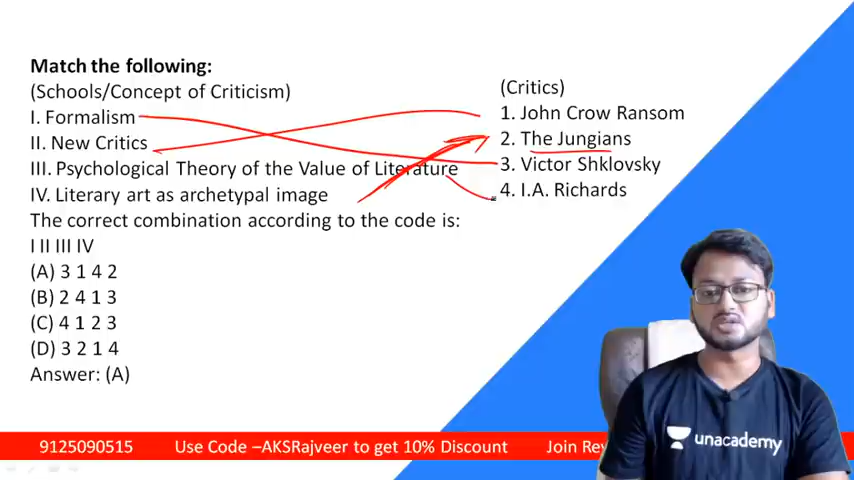 Match the following:
(Schools/Concept of Criticism)
I. Formalism
II. New Critics
III. Psychological Theory of the Value of Literature
IV. Literary art as archetypal image
(Critics)
1. John Crow Ransom
2. The Jungians
3. Victor Shklovsky
4. I.A. Richards
The correct combination according to the code is:
I II III IV
(A) 3 1 4 2
(B) 2 4 1 3
(C) 4 1 2 3
(D) 3 2 1 4
Answer: (A)
unacademy
9125090515 Use Code –AKSRajveer to get 10% Discount Join